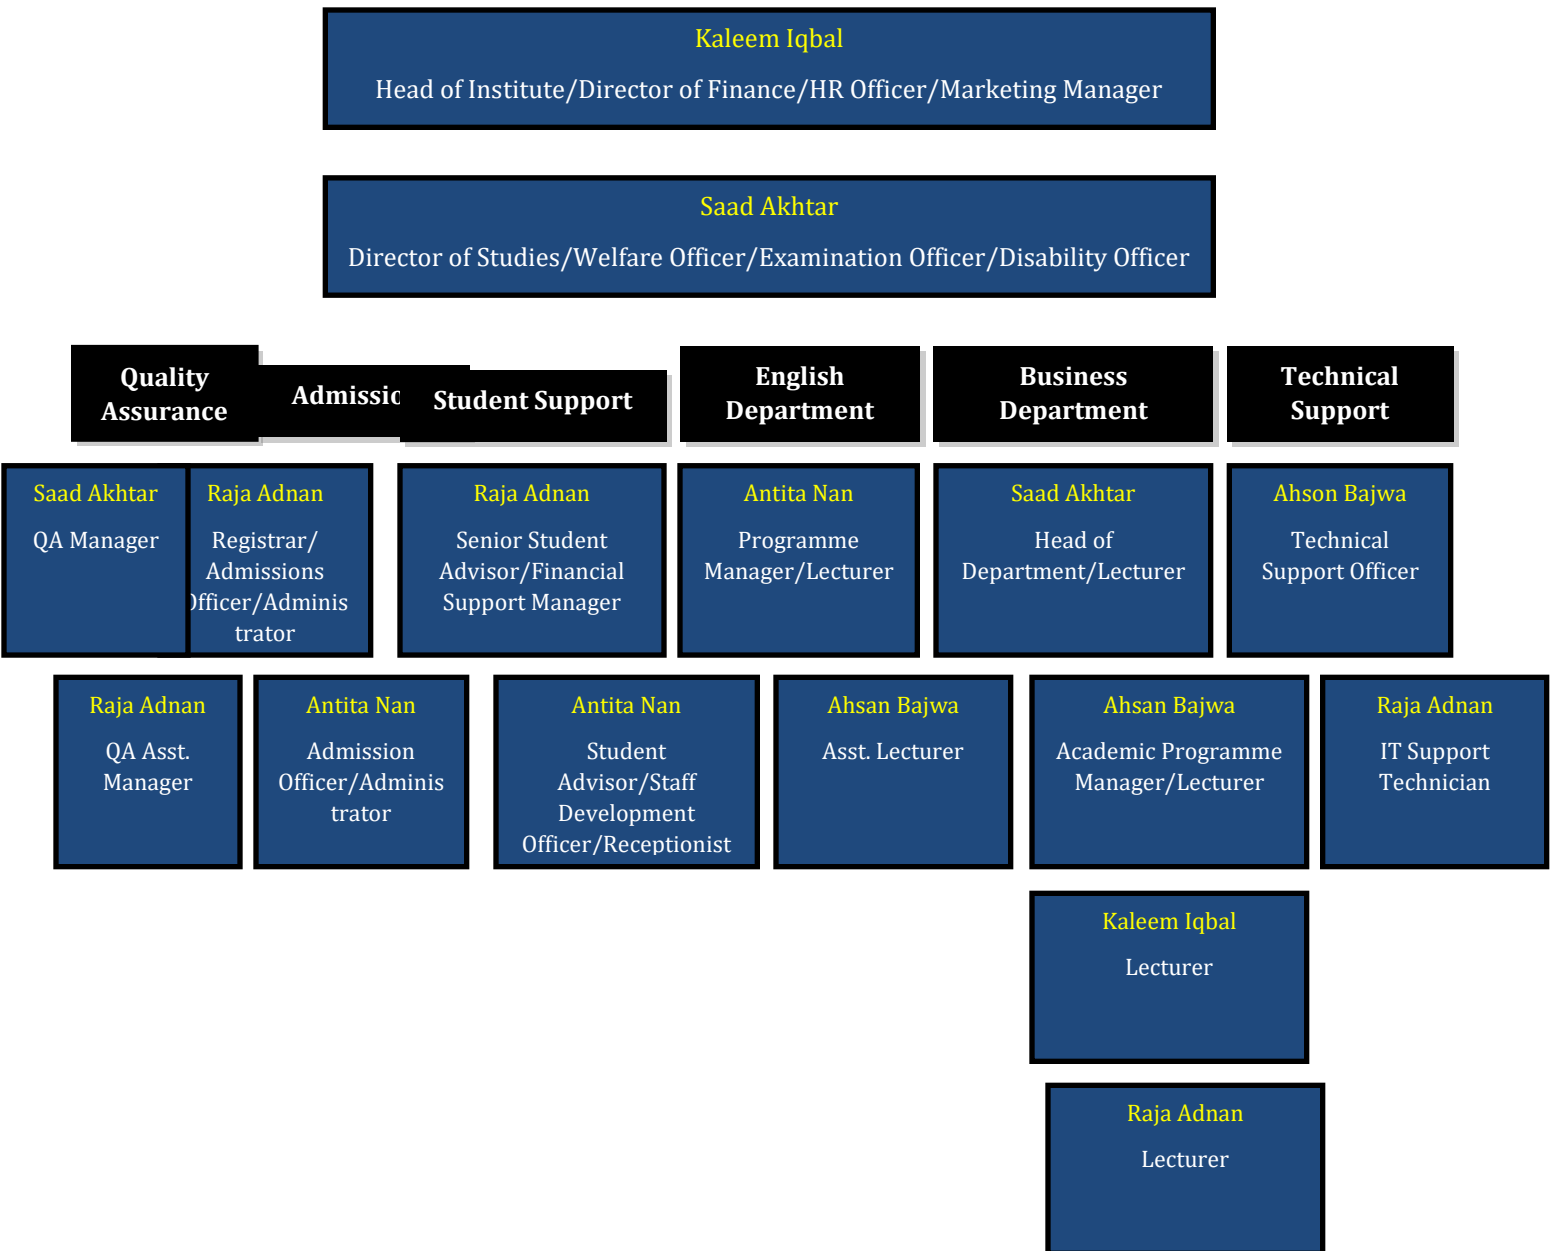 Kaleem Iqbal
Head of Institute/Director of Finance/HR Officer/Marketing Manager
Saad Akhtar
Director of Studies/Welfare Officer/Examination Officer/Disability Officer
Quality
Assurance
Admissio
Student Support
English
Department
Business
Department
Technical
Support
Saad Akhtar
QA Manager
Raja Adnan
Registrar/
Admissions
Officer/Adminis
trator
Raja Adnan
Senior Student
Advisor/Financial
Support Manager
Antita Nan
Programme
Manager/Lecturer
Saad Akhtar
Head of
Department/Lecturer
Ahson Bajwa
Technical
Support Officer
Raja Adnan
QA Asst.
Manager
Antita Nan
Admission
Officer/Adminis
trator
Antita Nan
Student
Advisor/Staff
Development
Officer/Receptionist
Ahsan Bajwa
Asst. Lecturer
Ahsan Bajwa
Academic Programme
Manager/Lecturer
Raja Adnan
IT Support
Technician
Kaleem Iqbal
Lecturer
Raja Adnan
Lecturer